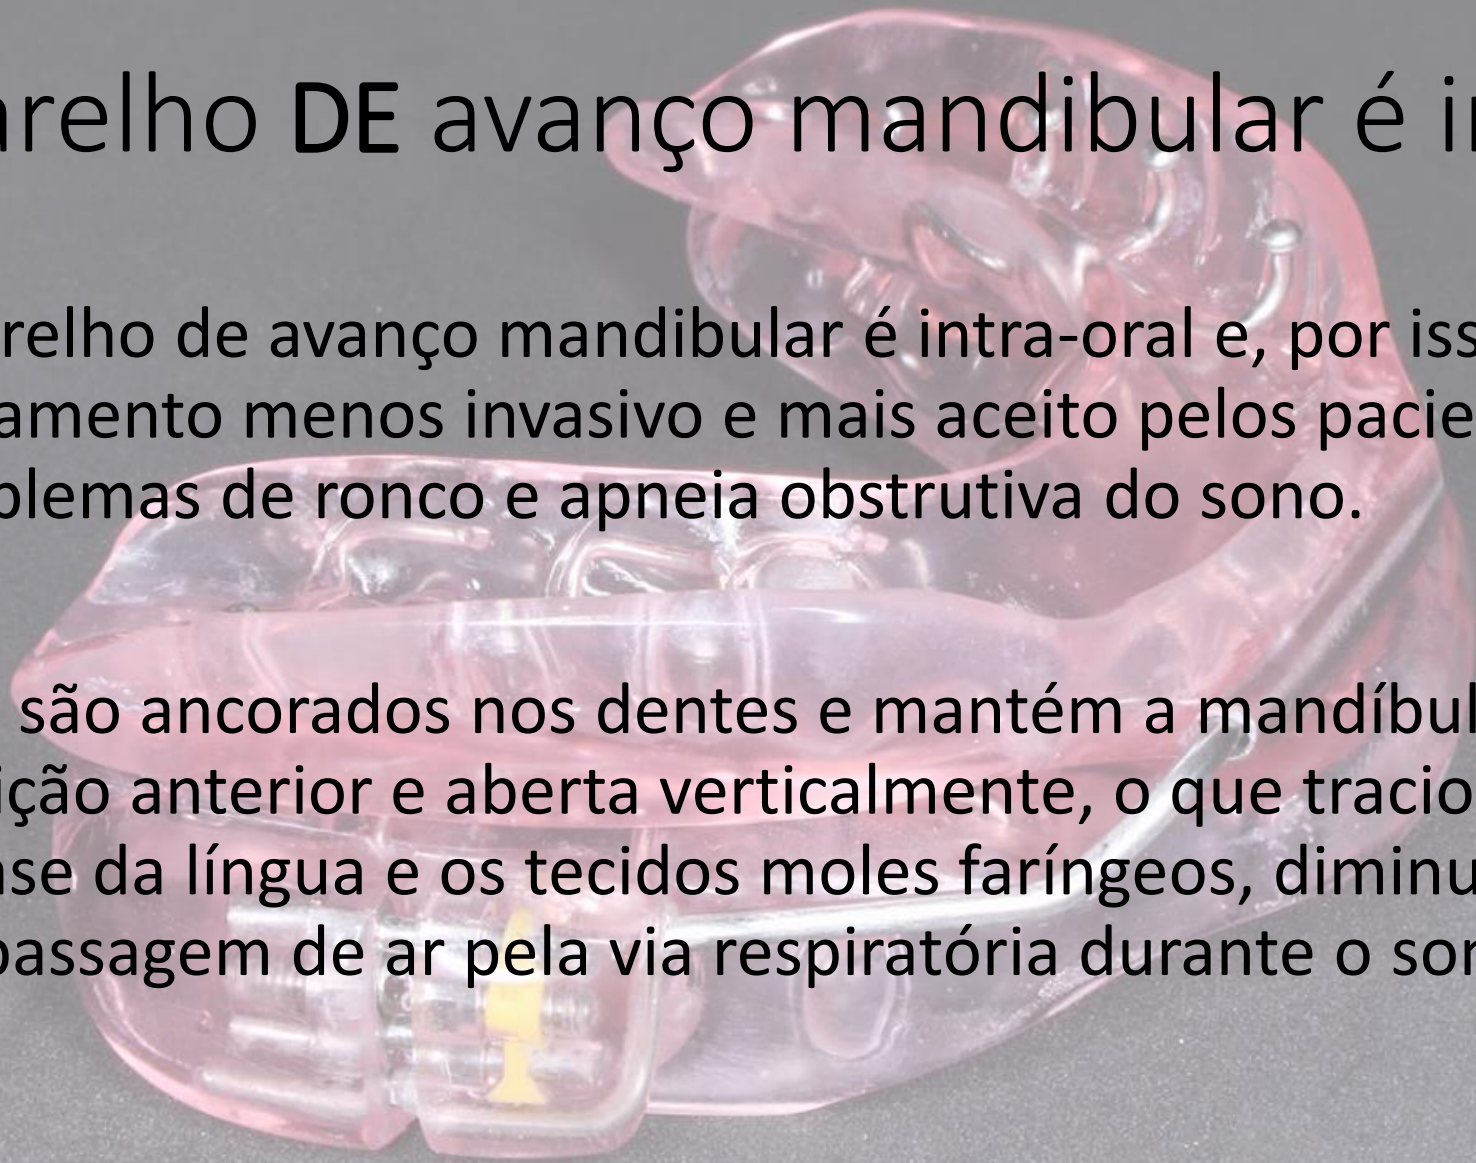 arelho DE avanço mandibular é i
relho de avanço mandibular é intra-oral e, por iss
amento menos invasivo e mais aceito pelos pacie
blemas de ronco e apneia obstrutiva do sono.
são ancorados nos dentes e mantém a mandíbul
ição anterior e aberta verticalmente, o que tracio
ase da língua e os tecidos moles faríngeos, diminu
passagem de ar pela via respiratória durante o son